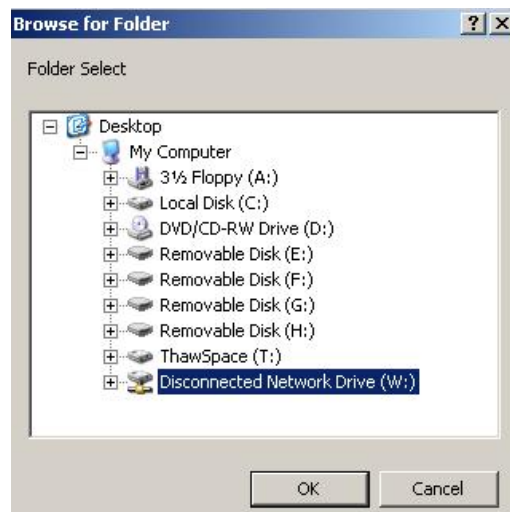 Browse for Folder
Folder Select
Desktop
My Computer
3½ Floppy (A:)
Local Disk (C:)
DVD/CD-RW Drive (D:)
Removable Disk (E:)
Removable Disk (F:)
Removable Disk (G:)
Removable Disk (H:)
ThawSpace (T:)
Disconnected Network Drive (W:)
OK Cancel